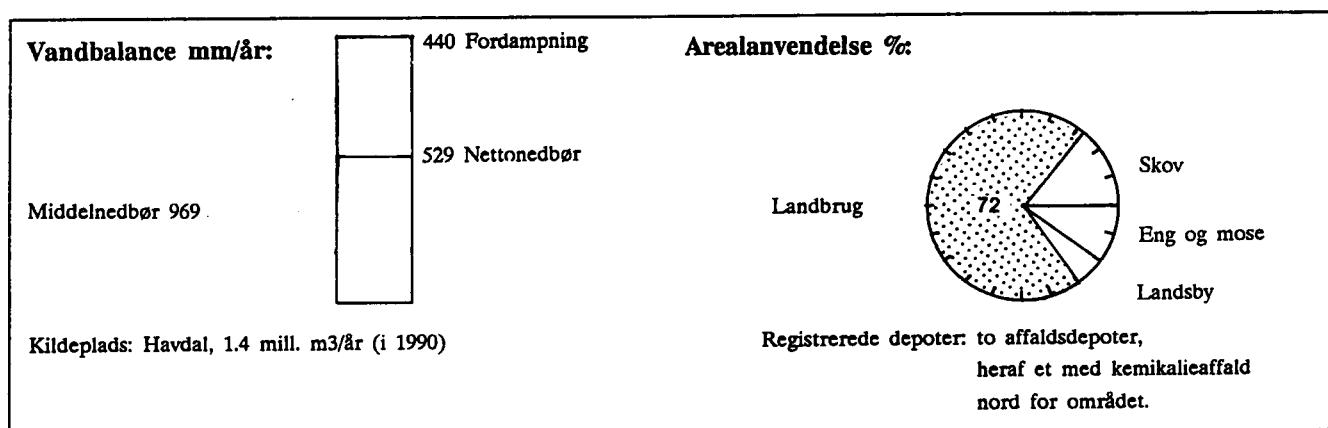 Vandbalance mm/år:
440 Fordampning
529 Nettonedbør
Middelnedbør 969
Kildeplads: Havdal, 1.4 mill. m3/år (i 1990)
Arealanvendelse %:
Landbrug
72
Skov
Eng og mose
Landsby
Registrerede depoter: to affaldsdepoter,
heraf et med kemikalieaffald
nord for området.